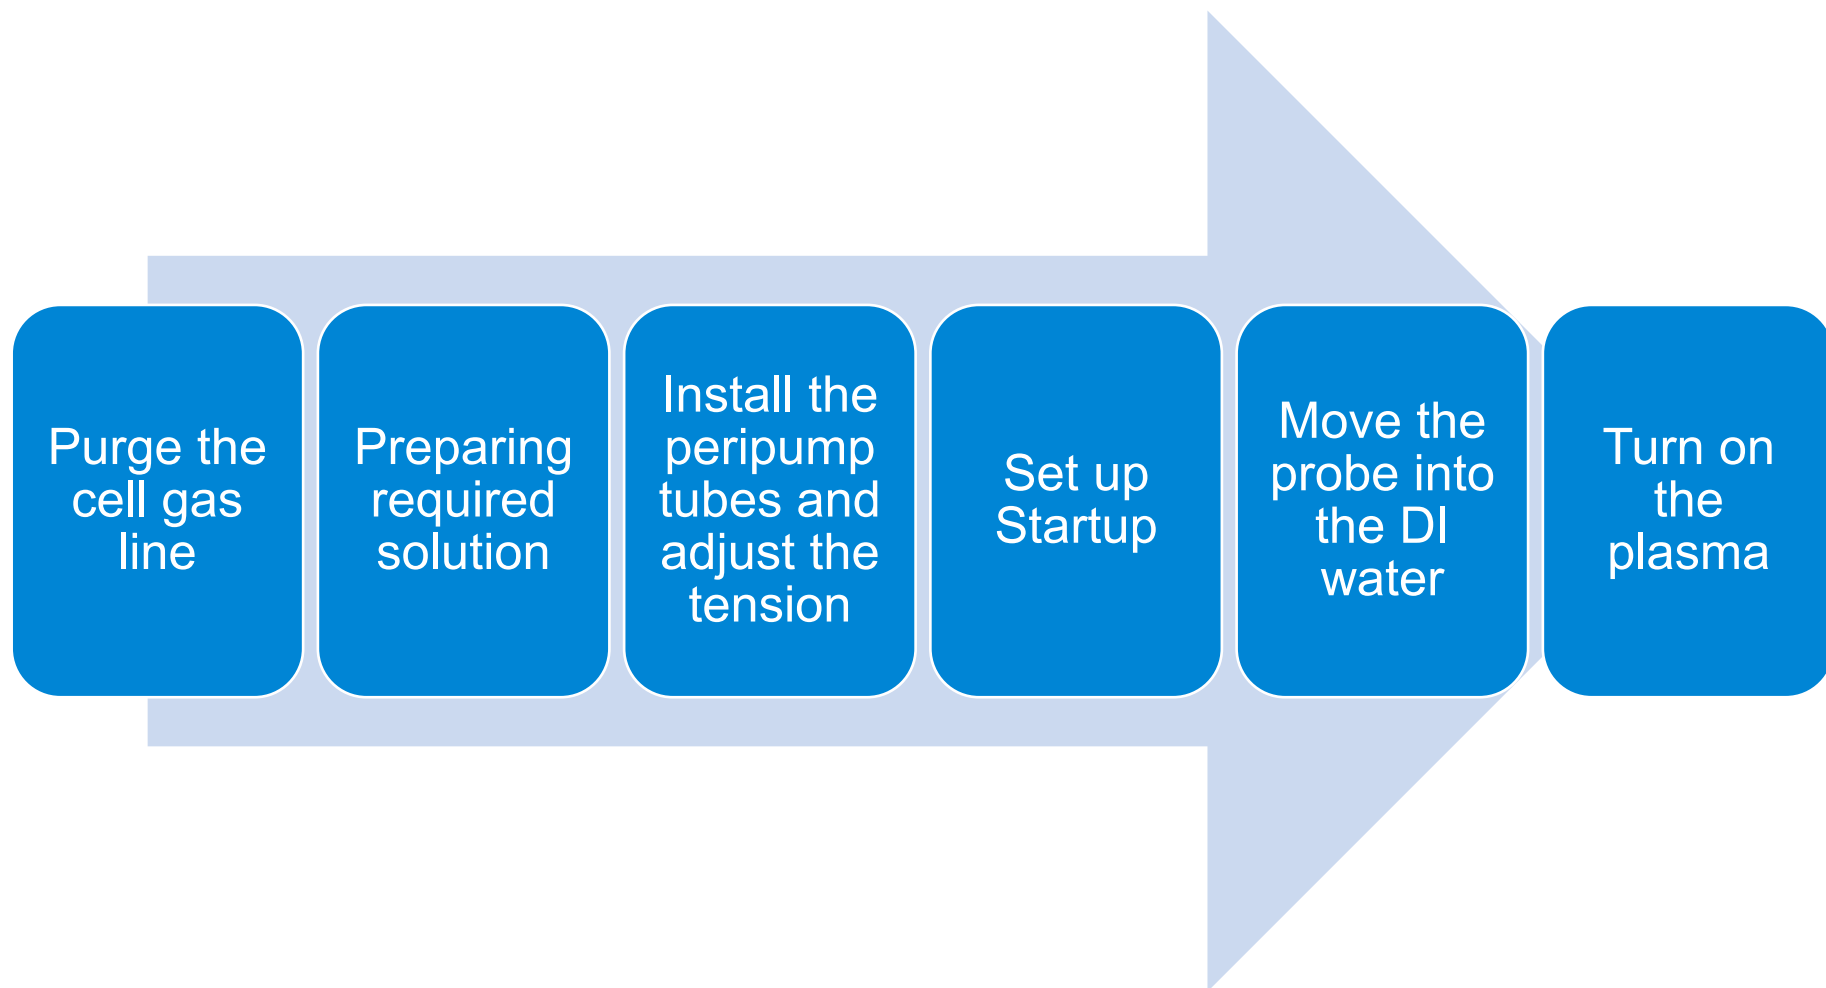 Purge the
cell gas
line
Preparing
required
solution
Install the
peripump
tubes and
adjust the
tension
Set up
Startup
Move the
probe into
the DI
water
Turn on
the
plasma